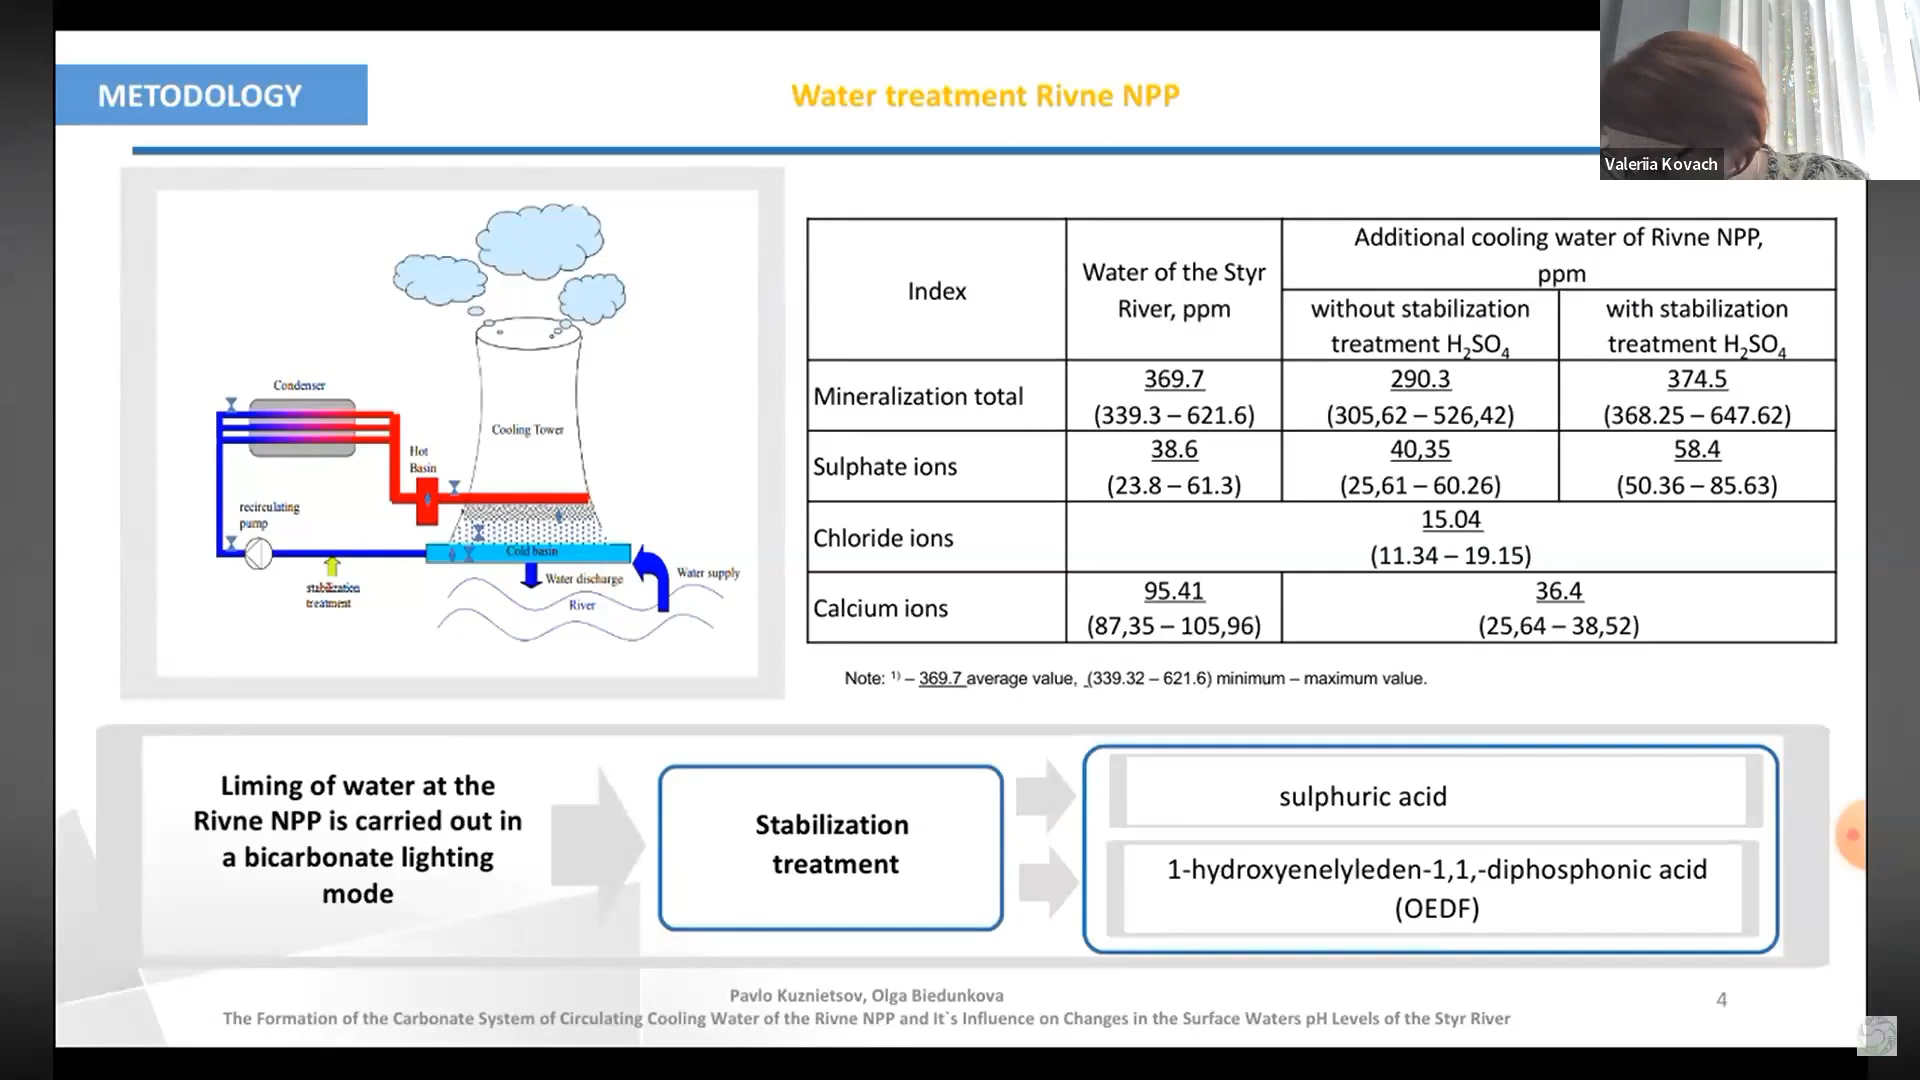 METODOLOGY
Water treatment Rivne NPP
Valeriia Kovach
Condenser
Cooling Tower
Hot
Basin
recirculating
pump
Cold basin
stabilization
treatment
Water discharge
Water supply
River
Index
Water of the Styr
River, ppm
Additional cooling water of Rivne NPP,
ppm
without stabilization
treatment H₂SO₄
with stabilization
treatment H₂SO₄
Mineralization total
369.7
(339.3 – 621.6)
290.3
(305,62 – 526,42)
374.5
(368.25 – 647.62)
Sulphate ions
38.6
(23.8 – 61.3)
40,35
(25,61 – 60.26)
58.4
(50.36 – 85.63)
Chloride ions
15.04
(11.34 – 19.15)
Calcium ions
95.41
(87,35 – 105,96)
36.4
(25,64 – 38,52)
Note: ¹⁾ – 369.7 average value, (339.32 – 621.6) minimum – maximum value.
Liming of water at the
Rivne NPP is carried out in
a bicarbonate lighting
mode
Stabilization
treatment
sulphuric acid
1-hydroxyenelyleden-1,1,-diphosphonic acid
(OEDF)
Pavlo Kuznietsov, Olga Biedunkova
The Formation of the Carbonate System of Circulating Cooling Water of the Rivne NPP and It`s Influence on Changes in the Surface Waters pH Levels of the Styr River
4